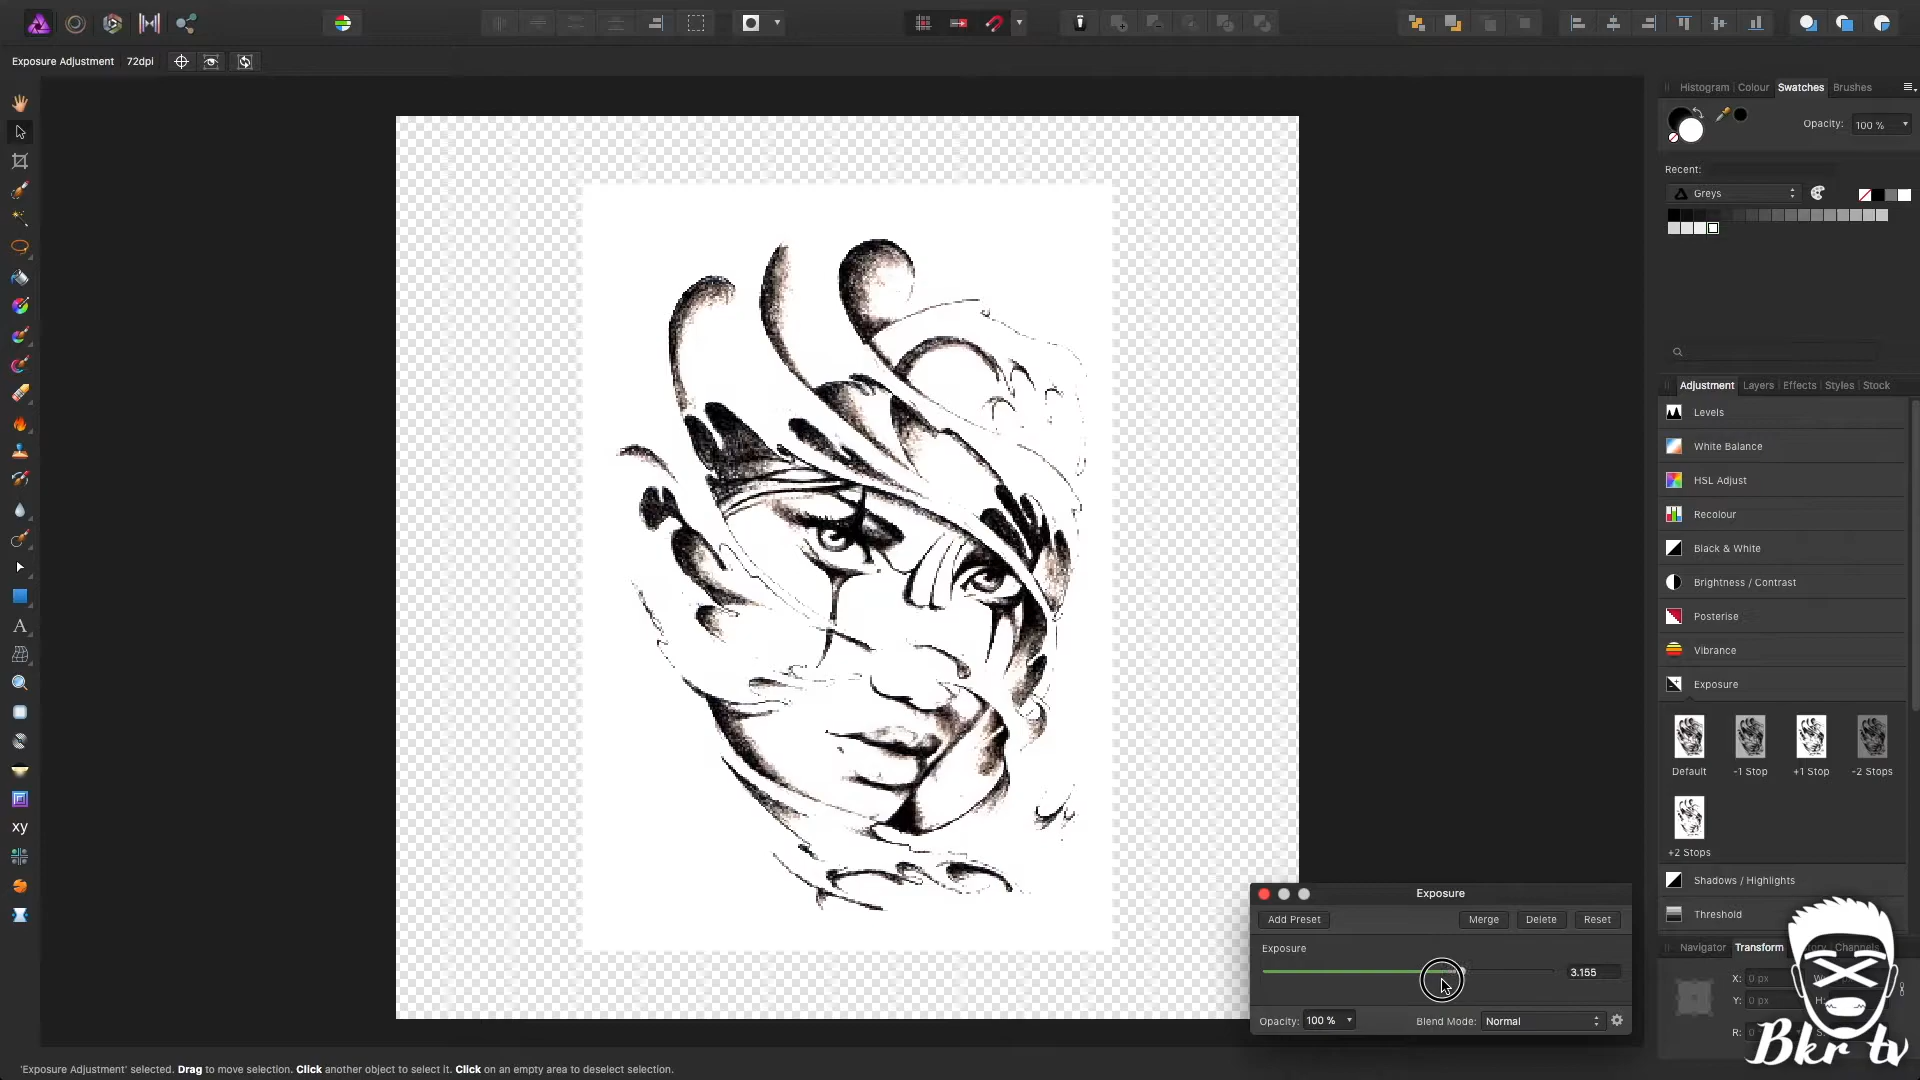 Exposure Adjustment 72dpi
Histogram Colour Swatches Brushes
Opacity: 100 %
Recent:
Greys
Adjustment Layers Effects Styles Stock
Levels
White Balance
HSL Adjust
Recolour
Black & White
Brightness / Contrast
Posterise
Vibrance
Exposure
Default -1 Stop +1 Stop -2 Stops
+2 Stops
Shadows / Highlights
Threshold
Navigator Transform Channels
X: 0 px
Y: 0 px
R:
A
xy
Exposure
Add Preset Merge Delete Reset
Exposure
3.155
Opacity: 100 % Blend Mode: Normal
Bkr tv
'Exposure Adjustment' selected. Drag to move selection. Click another object to select it. Click on an empty area to deselect selection.